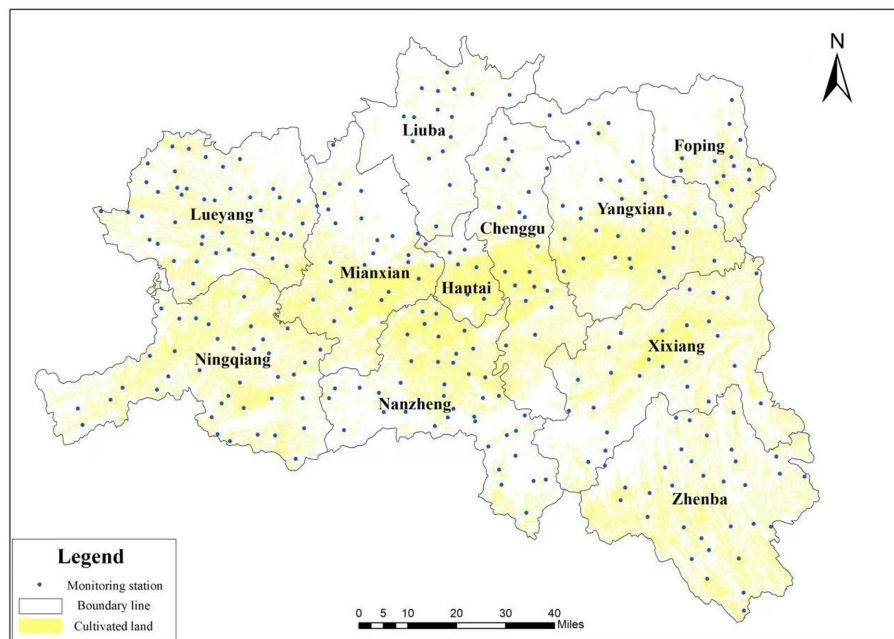 N
Liuba
Foping
Lueyang
Yangxian
Chenggu
Mianxian
Hantai
Xixiang
Ningqiang
Nanzheng
Zhenba
Legend
Monitoring station
Boundary line
Cultivated land
0 5 10 20 30 40
Miles